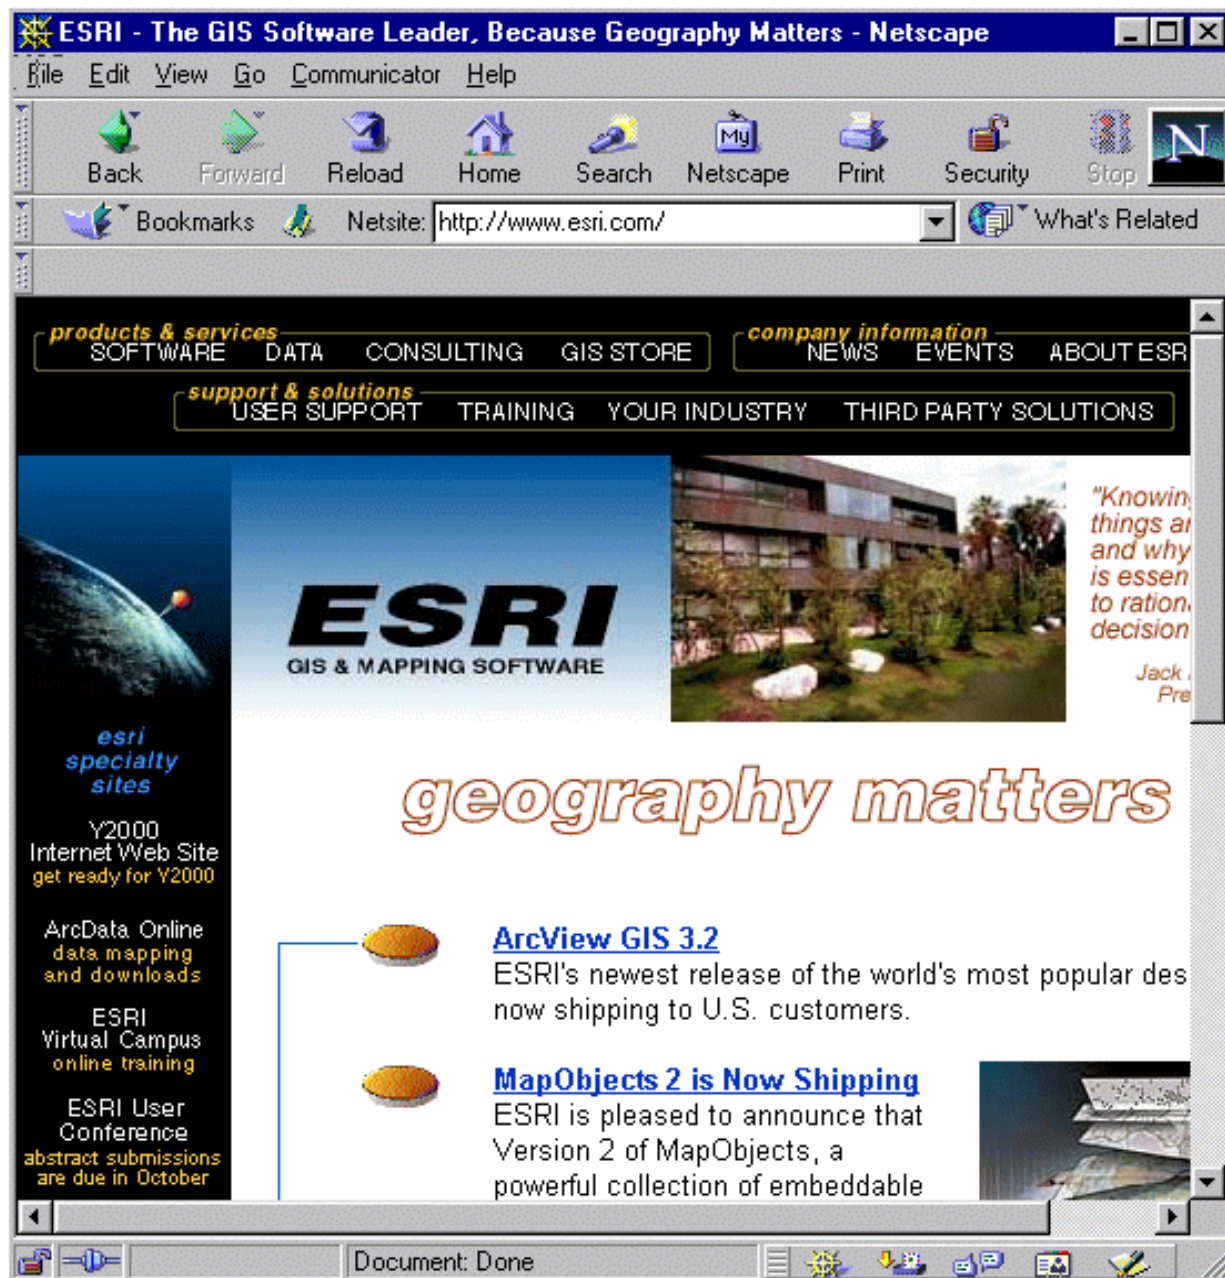 ESRI - The GIS Software Leader, Because Geography Matters - Netscape
File Edit View Go Communicator Help
My N
Back Forward Reload Home Search Netscape Print Security Stop
Bookmarks Netsite: http://www.esri.com/ What's Related
products & services company information
SOFTWARE DATA CONSULTING GIS STORE NEWS EVENTS ABOUT ESR
support & solutions
USER SUPPORT TRAINING YOUR INDUSTRY THIRD PARTY SOLUTIONS
ESRI
GIS & MAPPING SOFTWARE
"Knowin
things ar
and why
is essen
to ration
decision
Jack
Pre
esri
specialty
sites
Y2000
Internet Web Site
get ready for Y2000
ArcData Online
data mapping
and downloads
ESRI
Virtual Campus
online training
ESRI User
Conference
abstract submissions
are due in October
geography matters
ArcView GIS 3.2
ESRI's newest release of the world's most popular des
now shipping to U.S. customers.
MapObjects 2 is Now Shipping
ESRI is pleased to announce that
Version 2 of MapObjects, a
powerful collection of embeddable
Document: Done